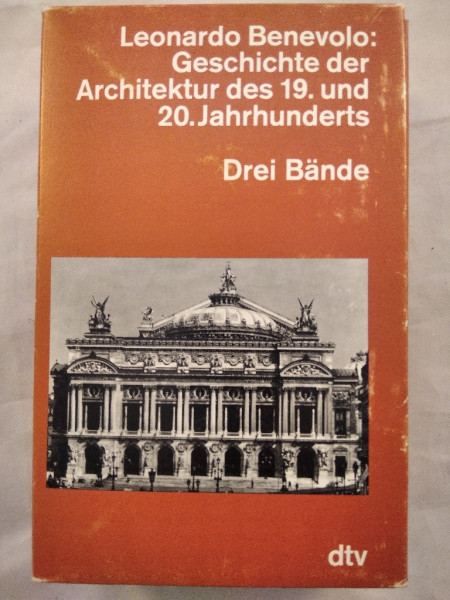 Leonardo Benevolo:
Geschichte der
Architektur des 19. und
20. Jahrhunderts
Drei Bände
dtv